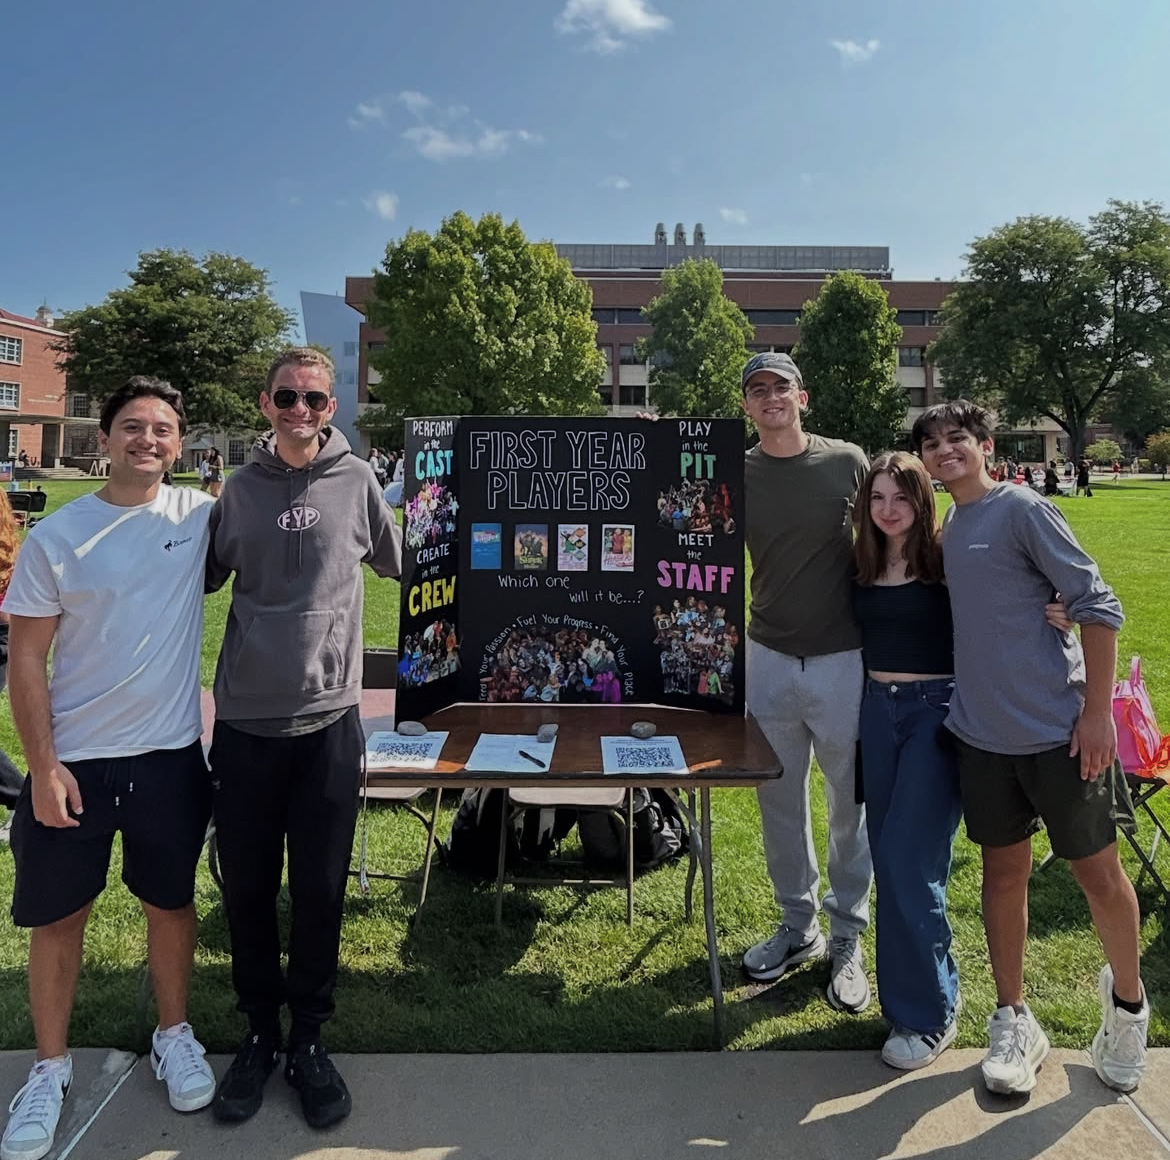 PERFORM
in the
CAST
CREATE
in the
CREW
FIRST YEAR
PLAYERS
Which one
will it be...?
Feed Your Passion • Fuel Your Progress • Find Your Place
PLAY
in the
PIT
MEET
the
STAFF
FYP